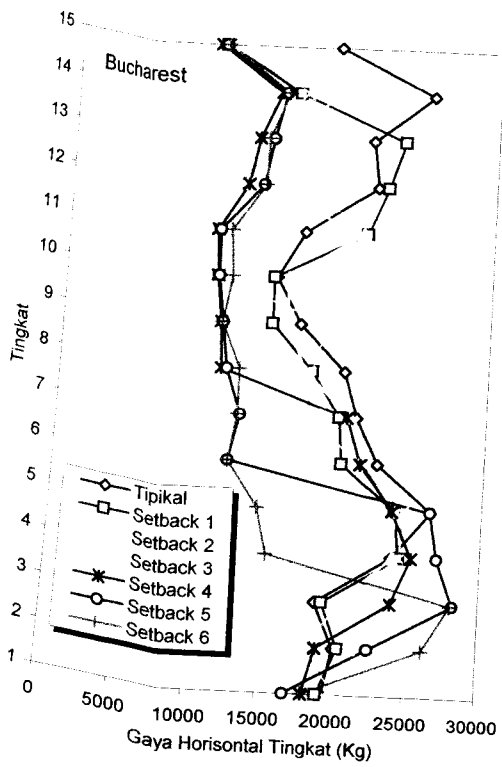 15
14
13
12
11
10
9
8
7
6
5
4
3
2
1
Tingkat
Bucharest
Tipikal
Setback 1
Setback 2
Setback 3
Setback 4
Setback 5
Setback 6
0
5000
10000
15000
20000
25000
30000
Gaya Horisontal Tingkat (Kg)